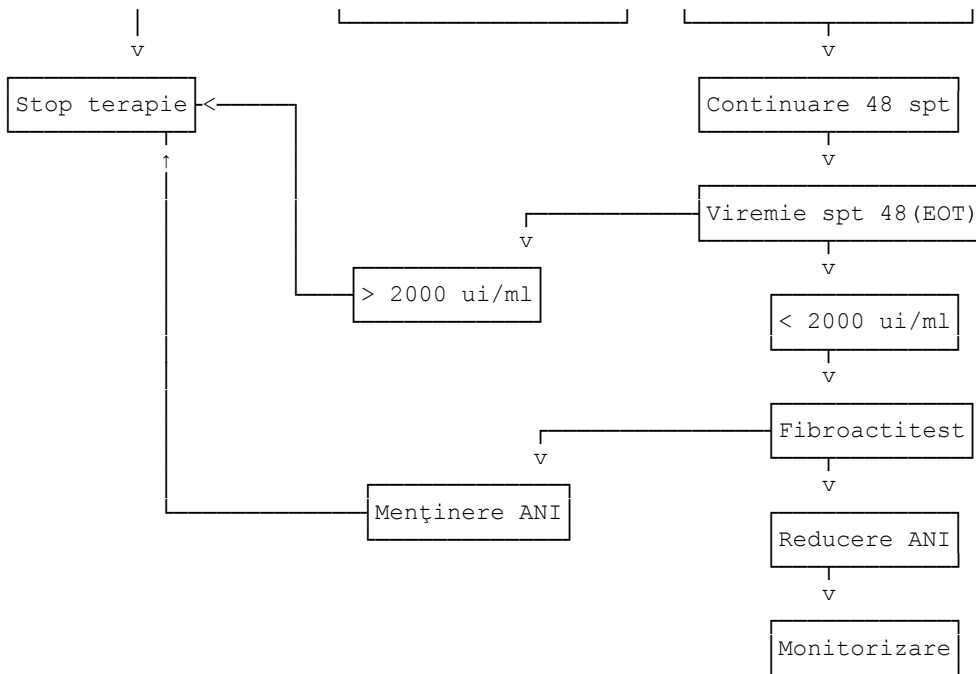 Stop terapie
Continuare 48 spt
Viremie spt 48(EOT)
> 2000 ui/ml
< 2000 ui/ml
Fibroactitest
Menţinere ANI
Reducere ANI
Monitorizare